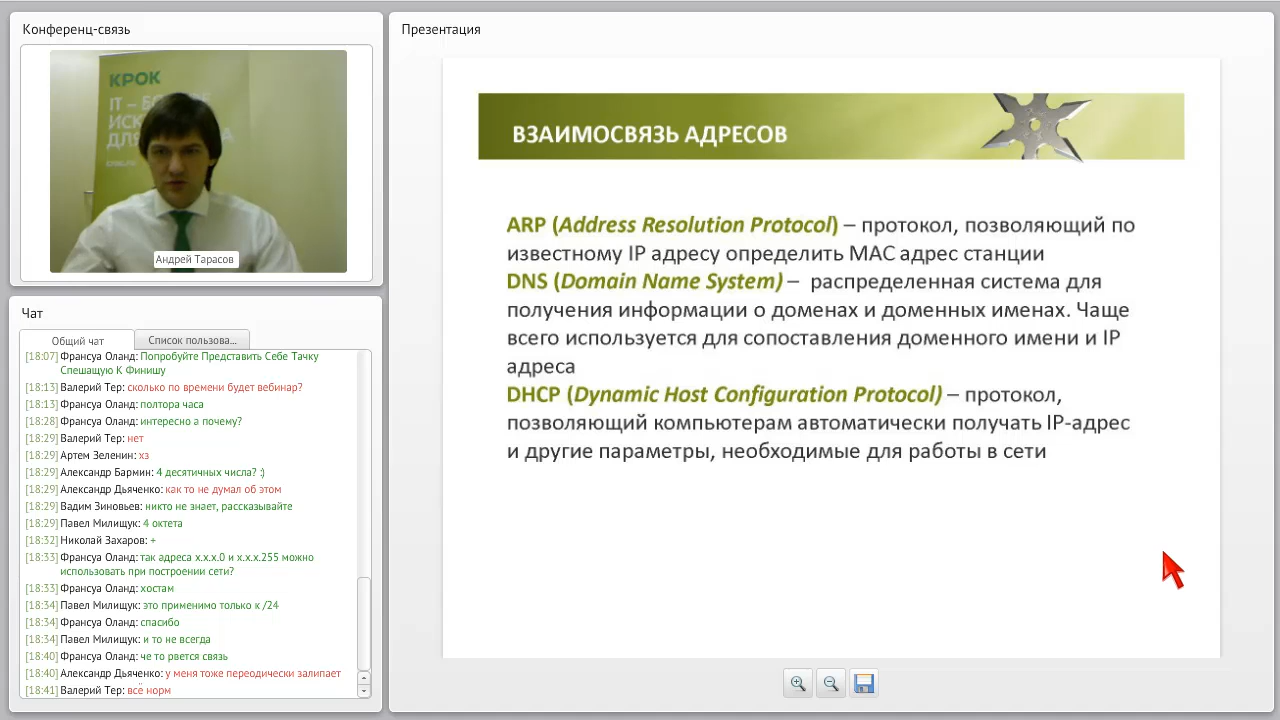 Конференц-связь
КРОК
IT –
ИСК
ДЛЯ
Андрей Тарасов
Чат
Общий чат
Список пользова...
[18:07] Франсуа Оланд: Попробуйте Представить Себе Тачку
Спешащую К Финишу
[18:13] Валерий Тер: сколько по времени будет вебинар?
[18:13] Франсуа Оланд: полтора часа
[18:28] Франсуа Оланд: интересно а почему?
[18:29] Валерий Тер: нет
[18:29] Артем Зеленин: хз
[18:29] Александр Бармин: 4 десятичных числа? :)
[18:29] Александр Дьяченко: как то не думал об этом
[18:29] Вадим Зиновьев: никто не знает, рассказывайте
[18:29] Павел Милищук: 4 октета
[18:32] Николай Захаров: +
[18:33] Франсуа Оланд: так адреса х.х.х.0 и х.х.х.255 можно
использовать при построении сети?
[18:33] Франсуа Оланд: хостам
[18:34] Павел Милищук: это применимо только к /24
[18:34] Франсуа Оланд: спасибо
[18:34] Павел Милищук: и то не всегда
[18:40] Франсуа Оланд: че то рвется связь
[18:40] Александр Дьяченко: у меня тоже переодически залипает
[18:41] Валерий Тер: всё норм
Презентация
ВЗАИМОСВЯЗЬ АДРЕСОВ
ARP (Address Resolution Protocol) – протокол, позволяющий по
известному IP адресу определить MAC адрес станции
DNS (Domain Name System) – распределенная система для
получения информации о доменах и доменных именах. Чаще
всего используется для сопоставления доменного имени и IP
адреса
DHCP (Dynamic Host Configuration Protocol) – протокол,
позволяющий компьютерам автоматически получать IP-адрес
и другие параметры, необходимые для работы в сети